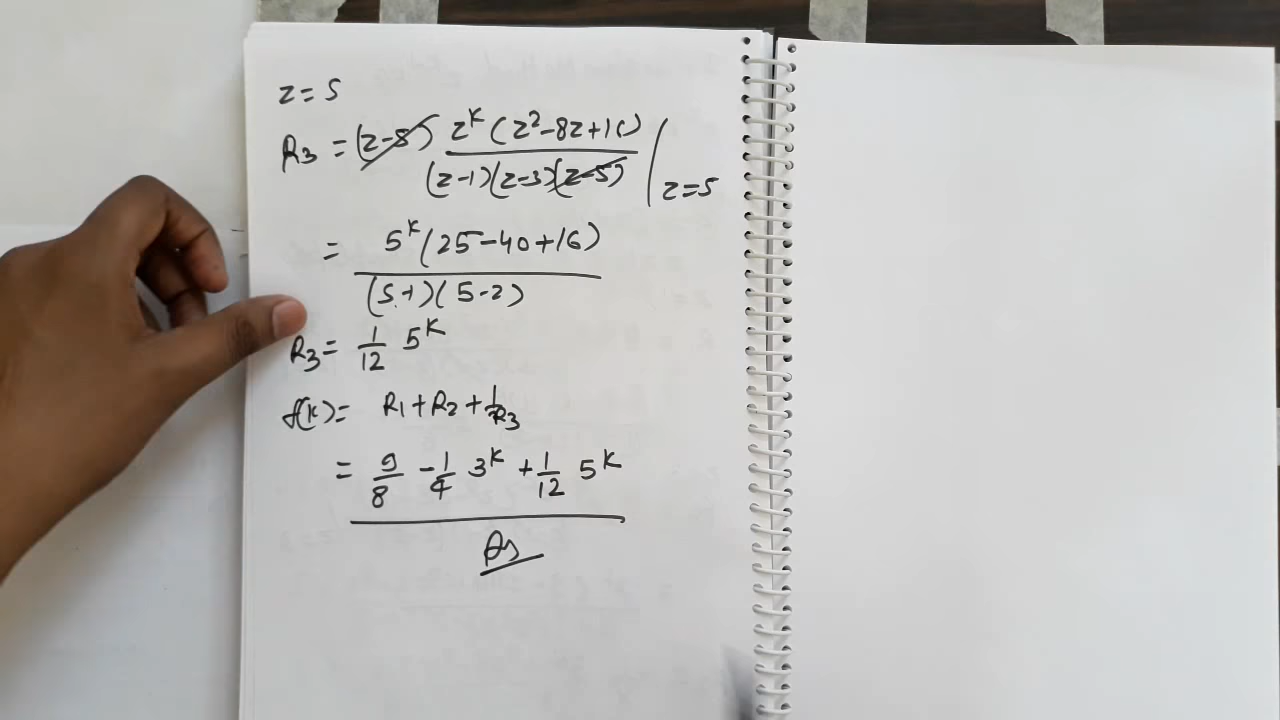 z = 5
R3 = (z-5) z^k (z²-8z+16) / (z-1)(z-3)(z-5) | z=5
= 5^k (25-40+16) / (5-1)(5-2)
R3 = 1/12 5^k
f(k) = R1 + R2 + R3
= 9/8 - 1/4 3^k + 1/12 5^k